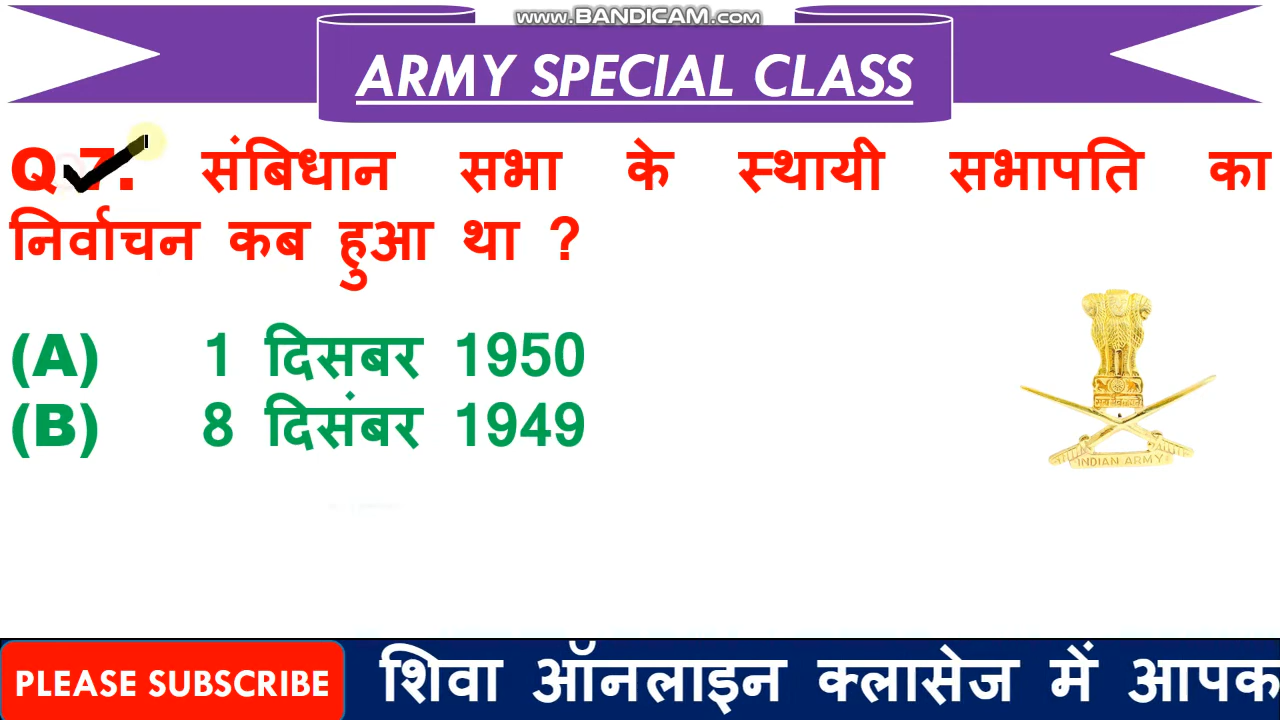 www.BANDICAM.com
ARMY SPECIAL CLASS
Q.7. संबिधान सभा के स्थायी सभापति का
निर्वाचन कब हुआ था ?
(A) 1 दिसबर 1950
(B) 8 दिसंबर 1949
INDIAN ARMY
PLEASE SUBSCRIBE
शिवा ऑनलाइन क्लासेज में आपक